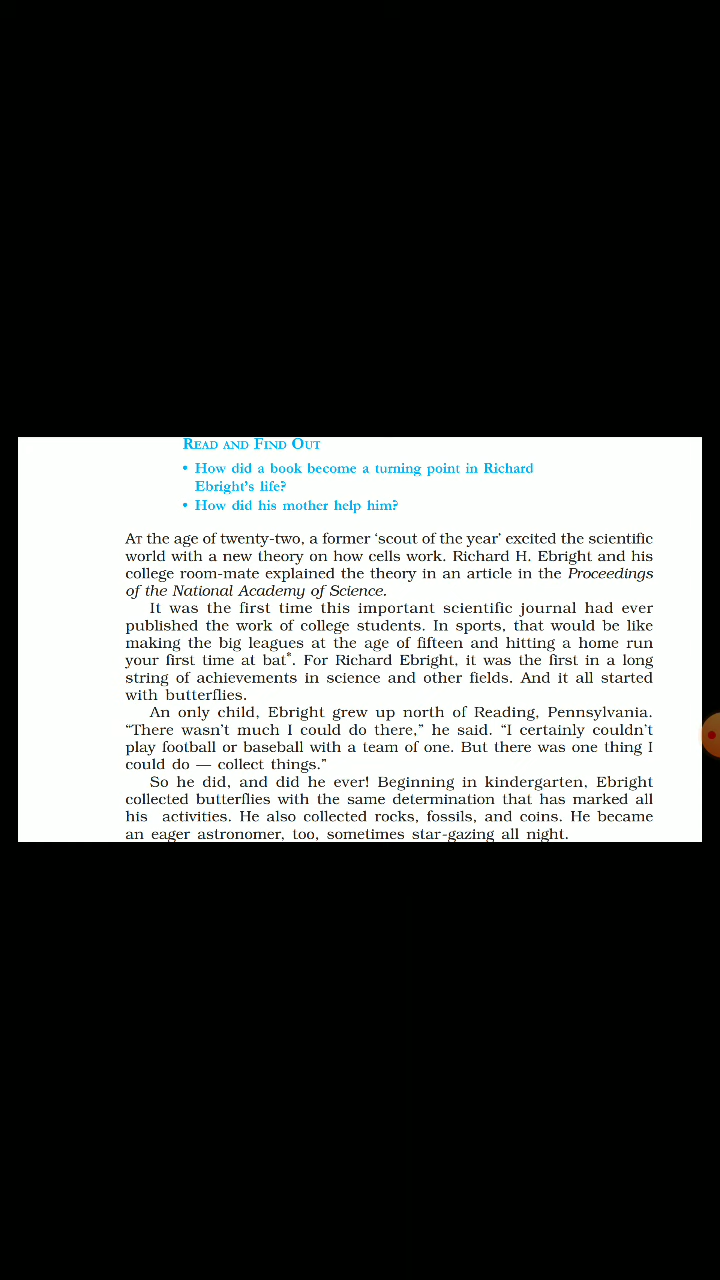 READ AND FIND OUT
• How did a book become a turning point in Richard
Ebright's life?
• How did his mother help him?
AT the age of twenty-two, a former ‘scout of the year’ excited the scientific
world with a new theory on how cells work. Richard H. Ebright and his
college room-mate explained the theory in an article in the Proceedings
of the National Academy of Science.
It was the first time this important scientific journal had ever
published the work of college students. In sports, that would be like
making the big leagues at the age of fifteen and hitting a home run
your first time at bat*. For Richard Ebright, it was the first in a long
string of achievements in science and other fields. And it all started
with butterflies.
An only child, Ebright grew up north of Reading, Pennsylvania.
“There wasn’t much I could do there,” he said. “I certainly couldn’t
play football or baseball with a team of one. But there was one thing I
could do — collect things.”
So he did, and did he ever! Beginning in kindergarten, Ebright
collected butterflies with the same determination that has marked all
his activities. He also collected rocks, fossils, and coins. He became
an eager astronomer, too, sometimes star-gazing all night.